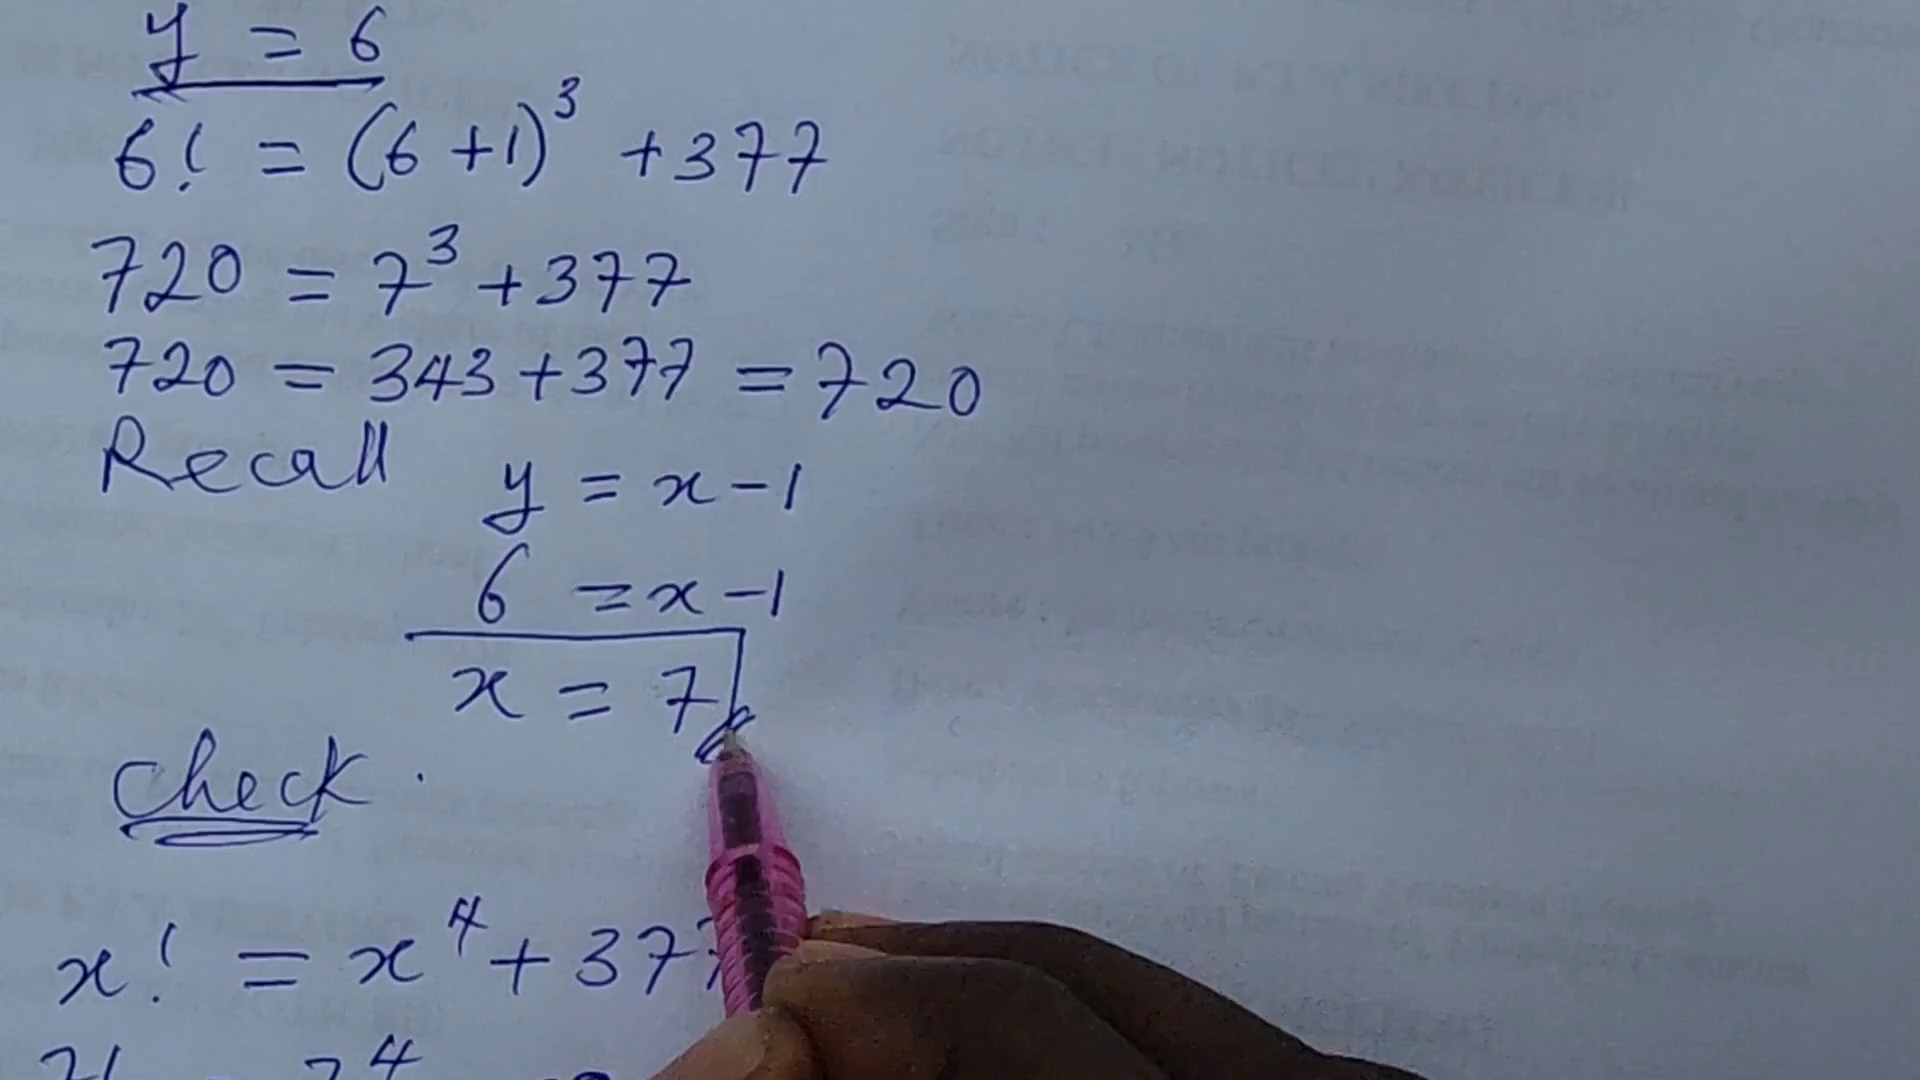 y = 6
6! = (6+1)³ + 377
720 = 7³ + 377
720 = 343 + 377 = 720
Recall y = x - 1
6 = x - 1
x = 7
Check
x! = x⁴ + 377